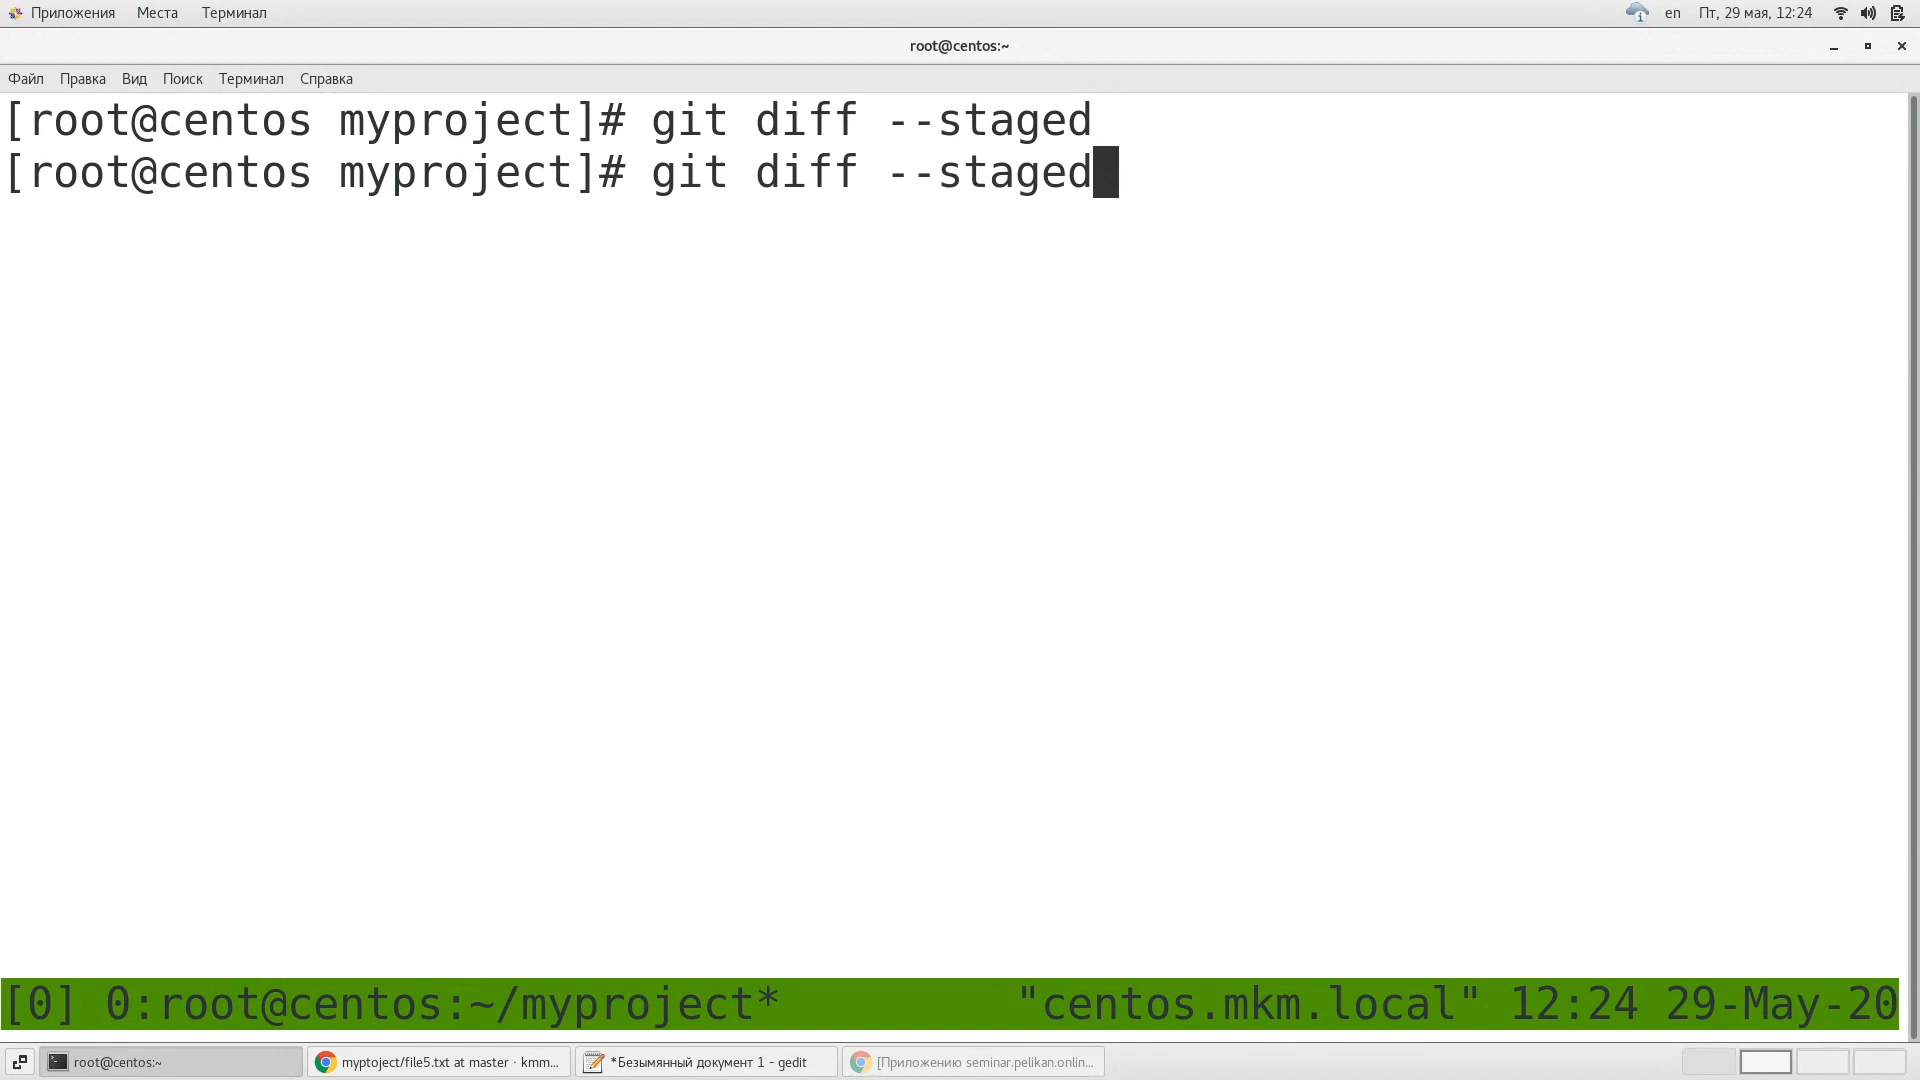 Приложения Места Терминал en Пт, 29 мая, 12:24
root@centos:~
Файл Правка Вид Поиск Терминал Справка
[root@centos myproject]# git diff --staged
[root@centos myproject]# git diff --staged
[0] 0:root@centos:~/myproject* "centos.mkm.local" 12:24 29-May-20
root@centos:~ myptoject/file5.txt at master · kmm... *Безымянный документ 1 - gedit [Приложению seminar.pelikan.onlin...